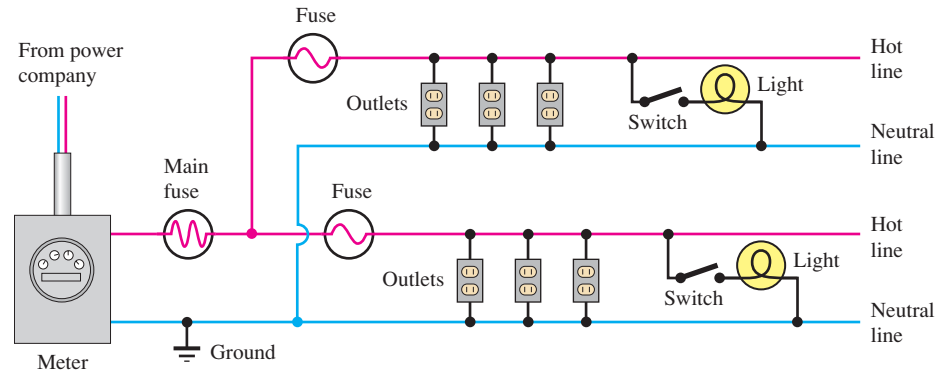 Fuse
From power
company
Hot
line
Light
Outlets
Switch
Neutral
line
Main
fuse
Fuse
Hot
line
Light
Outlets
Switch
Neutral
line
Ground
Meter